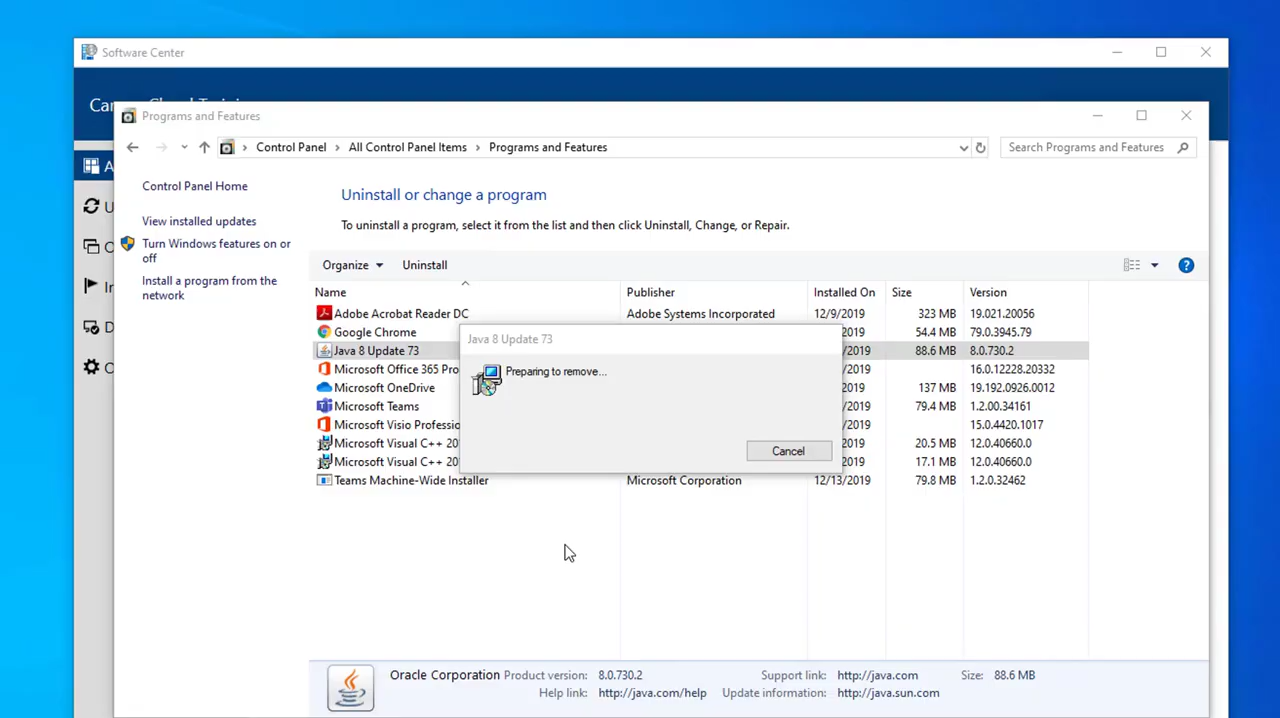 Software Center
Programs and Features
Control Panel > All Control Panel Items > Programs and Features
Search Programs and Features
Control Panel Home
View installed updates
Turn Windows features on or
off
Install a program from the
network
Uninstall or change a program
To uninstall a program, select it from the list and then click Uninstall, Change, or Repair.
Organize Uninstall
Name Publisher Installed On Size Version
Adobe Acrobat Reader DC Adobe Systems Incorporated 12/9/2019 323 MB 19.021.20056
Google Chrome /2019 54.4 MB 79.0.3945.79
Java 8 Update 73 /2019 88.6 MB 8.0.730.2
Microsoft Office 365 Pro /2019 16.0.12228.20332
Microsoft OneDrive /2019 137 MB 19.192.0926.0012
Microsoft Teams /2019 79.4 MB 1.2.00.34161
Microsoft Visio Professio /2019 15.0.4420.1017
Microsoft Visual C++ 20 /2019 20.5 MB 12.0.40660.0
Microsoft Visual C++ 20 /2019 17.1 MB 12.0.40660.0
Teams Machine-Wide Installer Microsoft Corporation 12/13/2019 79.8 MB 1.2.0.32462
Java 8 Update 73
Preparing to remove...
Cancel
Oracle Corporation Product version: 8.0.730.2 Support link: http://java.com Size: 88.6 MB
Help link: http://java.com/help Update information: http://java.sun.com